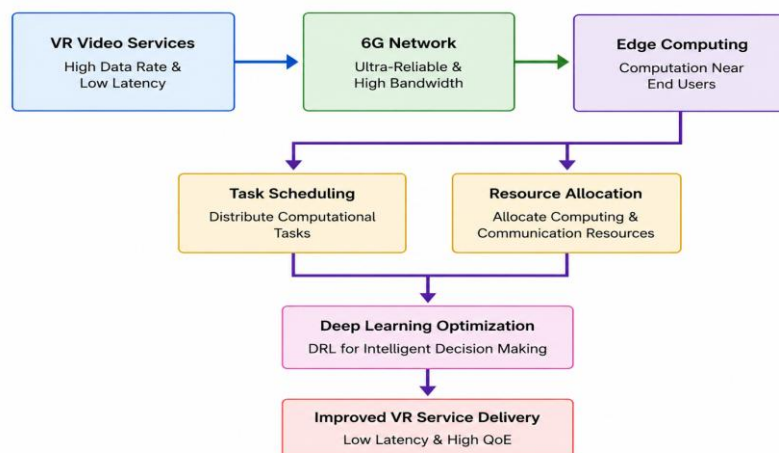 VR Video Services
High Data Rate &
Low Latency
6G Network
Ultra-Reliable &
High Bandwidth
Edge Computing
Computation Near
End Users
Task Scheduling
Distribute Computational
Tasks
Resource Allocation
Allocate Computing &
Communication Resources
Deep Learning Optimization
DRL for Intelligent Decision Making
Improved VR Service Delivery
Low Latency & High QoE